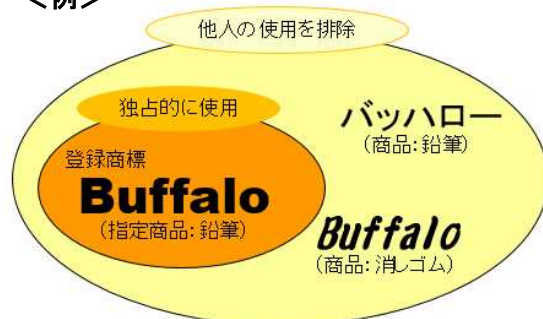 <例>
他人の使用を排除
独占的に使用
バッハロー
(商品:鉛筆)
登録商標
Buffalo
(指定商品:鉛筆)
Buffalo
(商品:消しゴム)